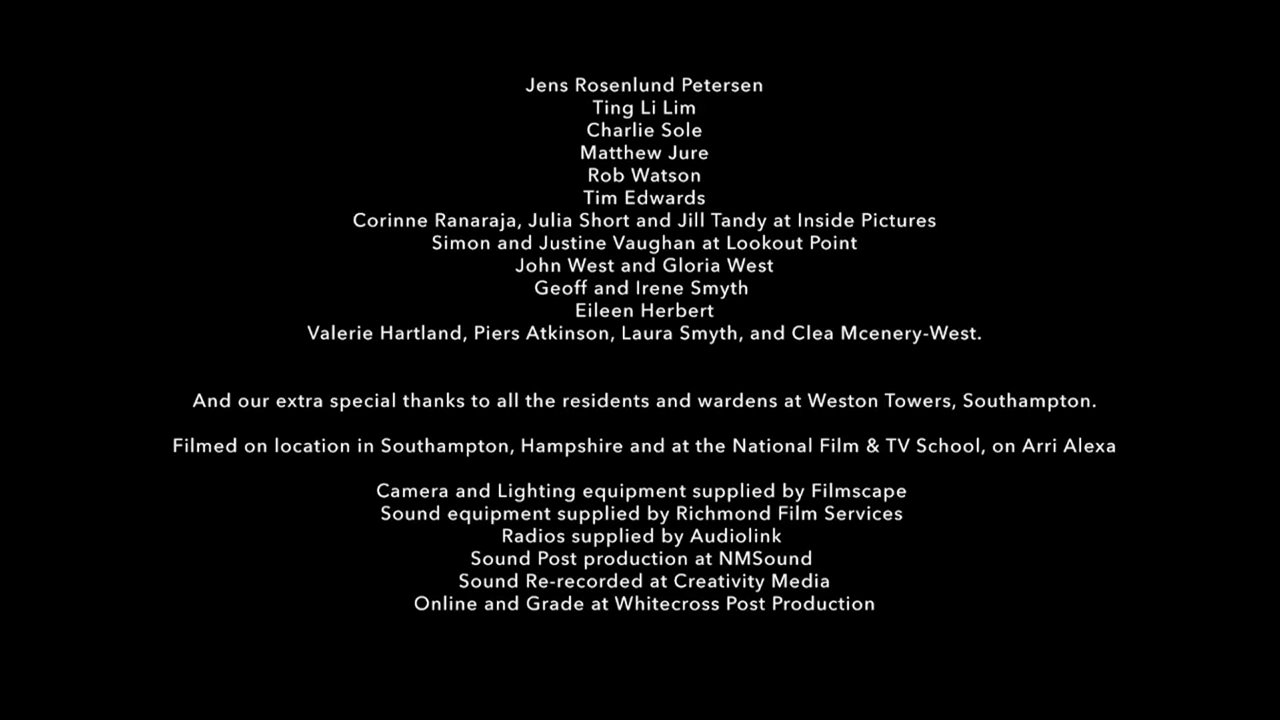 Jens Rosenlund Petersen
Ting Li Lim
Charlie Sole
Matthew Jure
Rob Watson
Tim Edwards
Corinne Ranaraja, Julia Short and Jill Tandy at Inside Pictures
Simon and Justine Vaughan at Lookout Point
John West and Gloria West
Geoff and Irene Smyth
Eileen Herbert
Valerie Hartland, Piers Atkinson, Laura Smyth, and Clea Mcenery-West.
And our extra special thanks to all the residents and wardens at Weston Towers, Southampton.
Filmed on location in Southampton, Hampshire and at the National Film & TV School, on Arri Alexa
Camera and Lighting equipment supplied by Filmscape
Sound equipment supplied by Richmond Film Services
Radios supplied by Audiolink
Sound Post production at NMSound
Sound Re-recorded at Creativity Media
Online and Grade at Whitecross Post Production